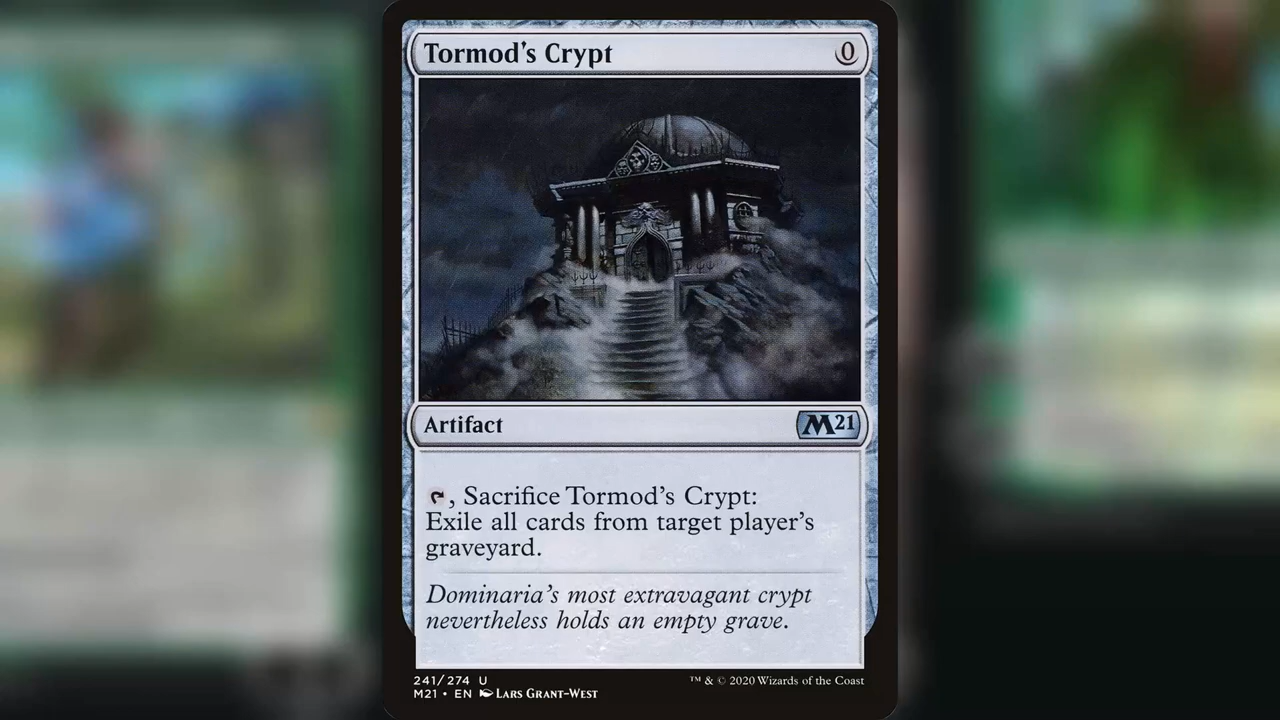 Tormod's Crypt 0
Artifact M21
, Sacrifice Tormod's Crypt:
Exile all cards from target player's
graveyard.
Dominaria's most extravagant crypt
nevertheless holds an empty grave.
241/274 U
™ & © 2020 Wizards of the Coast
M21 • EN Lars Grant-West